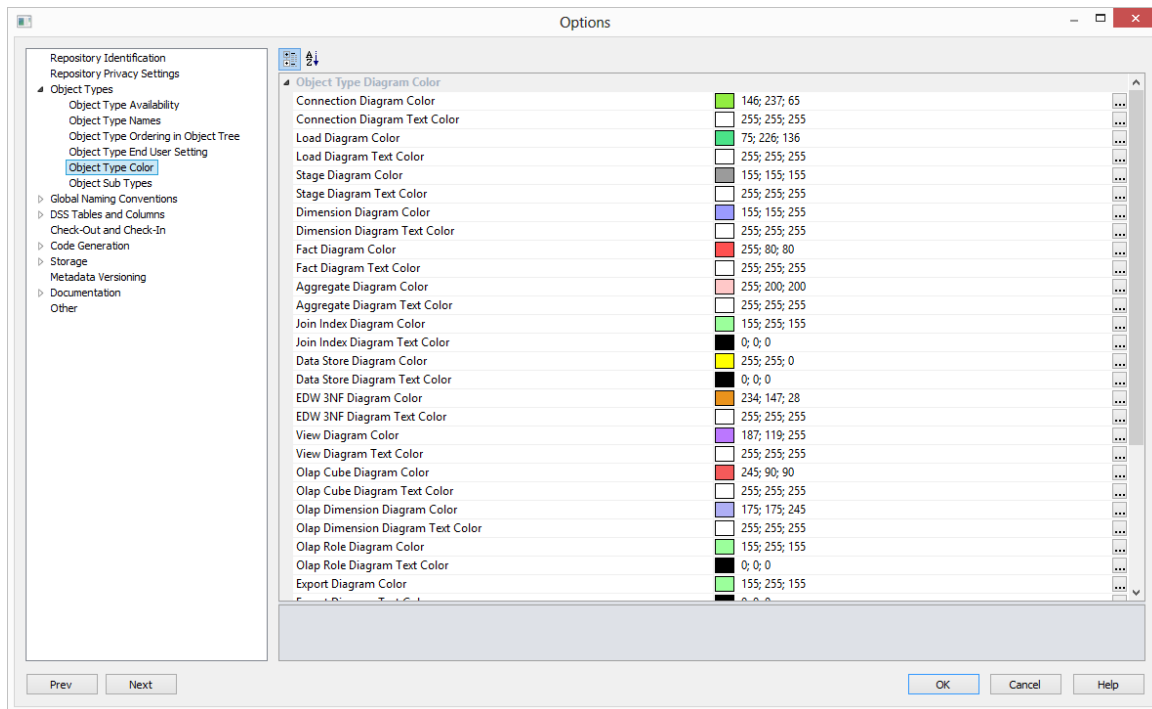 Options
Repository Identification
Repository Privacy Settings
Object Types
Object Type Availability
Object Type Names
Object Type Ordering in Object Tree
Object Type End User Setting
Object Type Color
Object Sub Types
Global Naming Conventions
DSS Tables and Columns
Check-Out and Check-In
Code Generation
Storage
Metadata Versioning
Documentation
Other
Object Type Diagram Color
Connection Diagram Color 146; 237; 65 ...
Connection Diagram Text Color 255; 255; 255 ...
Load Diagram Color 75; 226; 136 ...
Load Diagram Text Color 255; 255; 255 ...
Stage Diagram Color 155; 155; 155 ...
Stage Diagram Text Color 255; 255; 255 ...
Dimension Diagram Color 155; 155; 255 ...
Dimension Diagram Text Color 255; 255; 255 ...
Fact Diagram Color 255; 80; 80 ...
Fact Diagram Text Color 255; 255; 255 ...
Aggregate Diagram Color 255; 200; 200 ...
Aggregate Diagram Text Color 255; 255; 255 ...
Join Index Diagram Color 155; 255; 155 ...
Join Index Diagram Text Color 0; 0; 0 ...
Data Store Diagram Color 255; 255; 0 ...
Data Store Diagram Text Color 0; 0; 0 ...
EDW 3NF Diagram Color 234; 147; 28 ...
EDW 3NF Diagram Text Color 255; 255; 255 ...
View Diagram Color 187; 119; 255 ...
View Diagram Text Color 255; 255; 255 ...
Olap Cube Diagram Color 245; 90; 90 ...
Olap Cube Diagram Text Color 255; 255; 255 ...
Olap Dimension Diagram Color 175; 175; 245 ...
Olap Dimension Diagram Text Color 255; 255; 255 ...
Olap Role Diagram Color 155; 255; 155 ...
Olap Role Diagram Text Color 0; 0; 0 ...
Export Diagram Color 155; 255; 155 ...
Prev Next OK Cancel Help